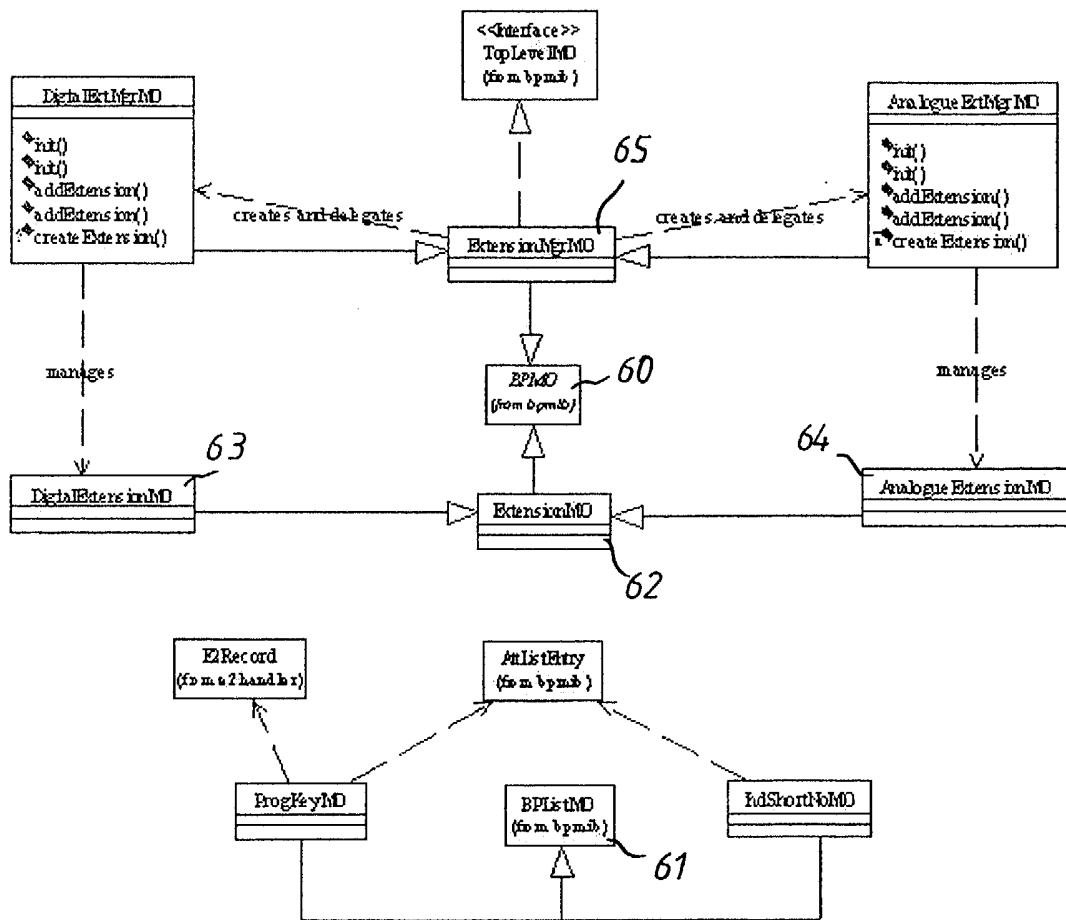 <<Interface>>
TopLevelMO
(from bpmib)
DigitalExtMgrMO
init()
init()
addExtension()
addExtension()
createExtension()
AnalogueExtMgrMO
init()
init()
addExtension()
addExtension()
createExtension()
65
creates and delegates
creates and delegates
ExtensionMgrMO
manages
manages
BPMO
(from bpmib)
60
63
DigitalExtensionMO
64
AnalogueExtensionMO
ExtensionMO
62
E2Record
(from e2handler)
AttListEntry
(from bpmib)
ProgKeyMO
BPListMO
(from bpmib)
61
IndShortNoMO